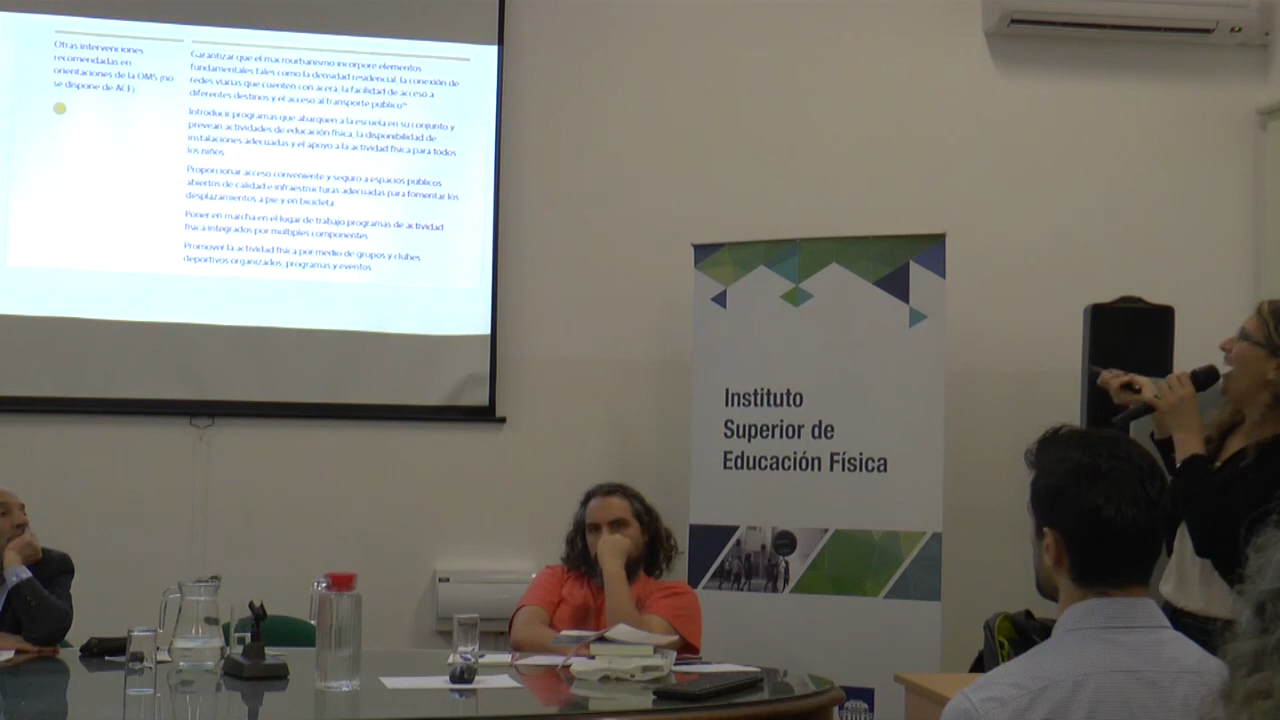 Otras intervenciones
recomendadas en
orientaciones de la OMS (no
se dispone de ACE)
Garantizar que el macrourbanismo incorpore elementos
fundamentales tales como la densidad residencial, la conexión de
redes viarias que cuenten con acera, la facilidad de acceso a
diferentes destinos y el acceso al transporte público
Introducir programas que abarquen a la escuela en su conjunto y
prevean actividades de educación física, la disponibilidad de
instalaciones adecuadas y el apoyo a la actividad física para todos
los niños
Proporcionar acceso conveniente y seguro a espacios públicos
abiertos de calidad e infraestructuras adecuadas para fomentar los
desplazamientos a pie y en bicicleta
Poner en marcha en el lugar de trabajo programas de actividad
física integrados por múltiples componentes
Promover la actividad física por medio de grupos y clubes
deportivos organizados, programas y eventos
Instituto
Superior de
Educación Física